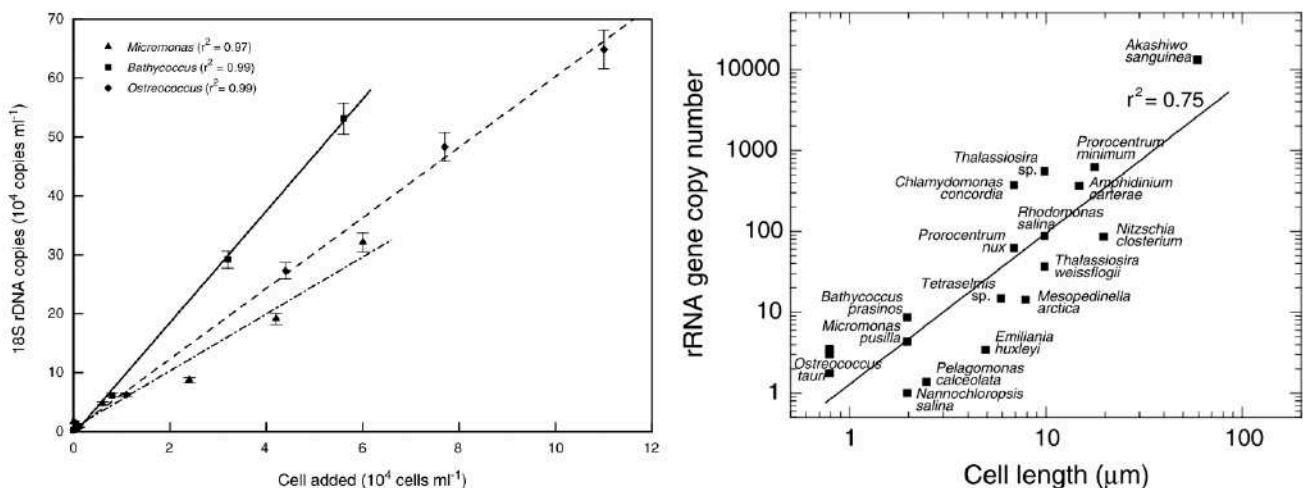 70
60
50
40
30
20
10
0
18S rDNA copies (10⁴ copies ml⁻¹)
Micromonas (r² = 0.97)
Bathycoccus (r² = 0.99)
Ostreococcus (r² = 0.99)
0 2 4 6 8 10 12
Cell added (10⁴ cells ml⁻¹)
10000
1000
100
10
1
rRNA gene copy number
Akashiwo
sanguinea
r² = 0.75
Prorocentrum
minimum
Thalassiosira
sp.
Chlamydomonas
concordia
Amphidinium
carterae
Rhodomonas
salina
Prorocentrum
nux
Nitzschia
closterium
Thalassiosira
weissflogii
Tetraselmis
sp.
Mesopedinella
arctica
Bathycoccus
prasinos
Micromonas
pusilla
Emiliania
huxleyi
Ostreococcus
tauri
Pelagomonas
calceolata
Nannochloropsis
salina
1 10 100
Cell length (μm)